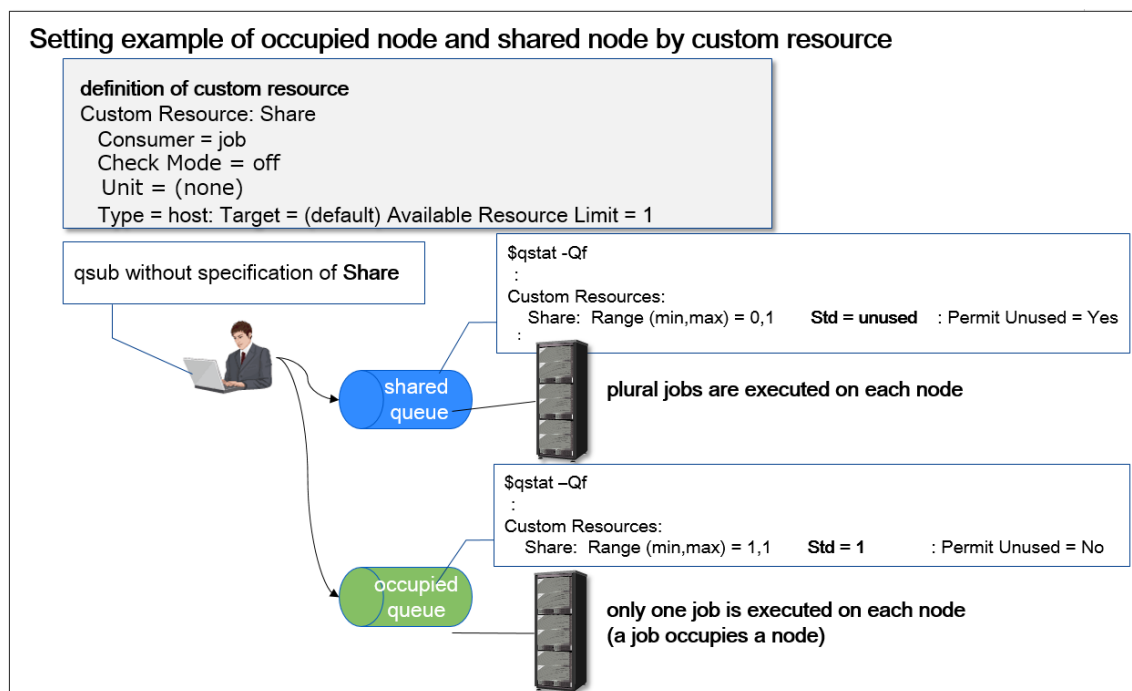 Setting example of occupied node and shared node by custom resource
definition of custom resource
Custom Resource: Share
Consumer = job
Check Mode = off
Unit = (none)
Type = host: Target = (default) Available Resource Limit = 1
qsub without specification of Share
$qstat -Qf
:
Custom Resources:
Share: Range (min,max) = 0,1 Std = unused : Permit Unused = Yes
:
shared
queue
plural jobs are executed on each node
$qstat –Qf
:
Custom Resources:
Share: Range (min,max) = 1,1 Std = 1 : Permit Unused = No
occupied
queue
only one job is executed on each node
(a job occupies a node)